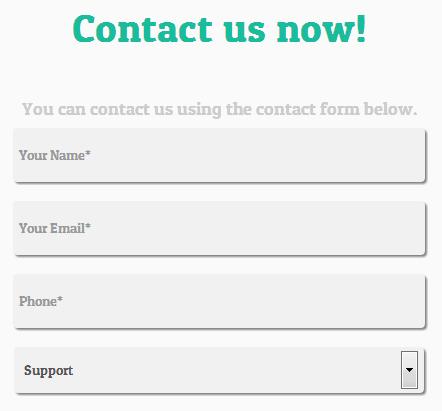 Contact us now!
You can contact us using the contact form below.
Your Name*
Your Email*
Phone*
Support